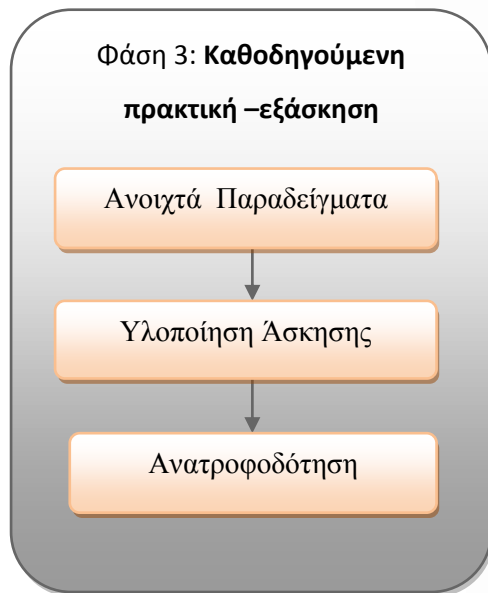 Φάση 3: Καθοδηγούμενη
πρακτική –εξάσκηση
Ανοιχτά Παραδείγματα
Υλοποίηση Άσκησης
Ανατροφοδότηση